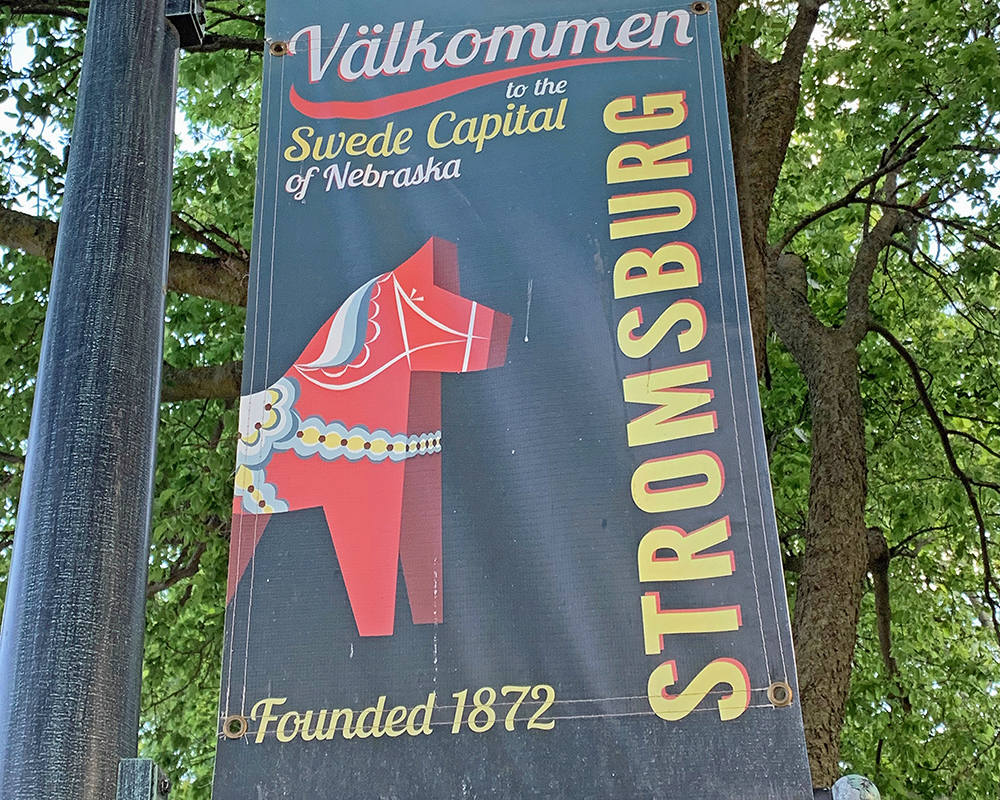 Välkommen
to the
Swede Capital
of Nebraska
STROMSBURG
Founded 1872